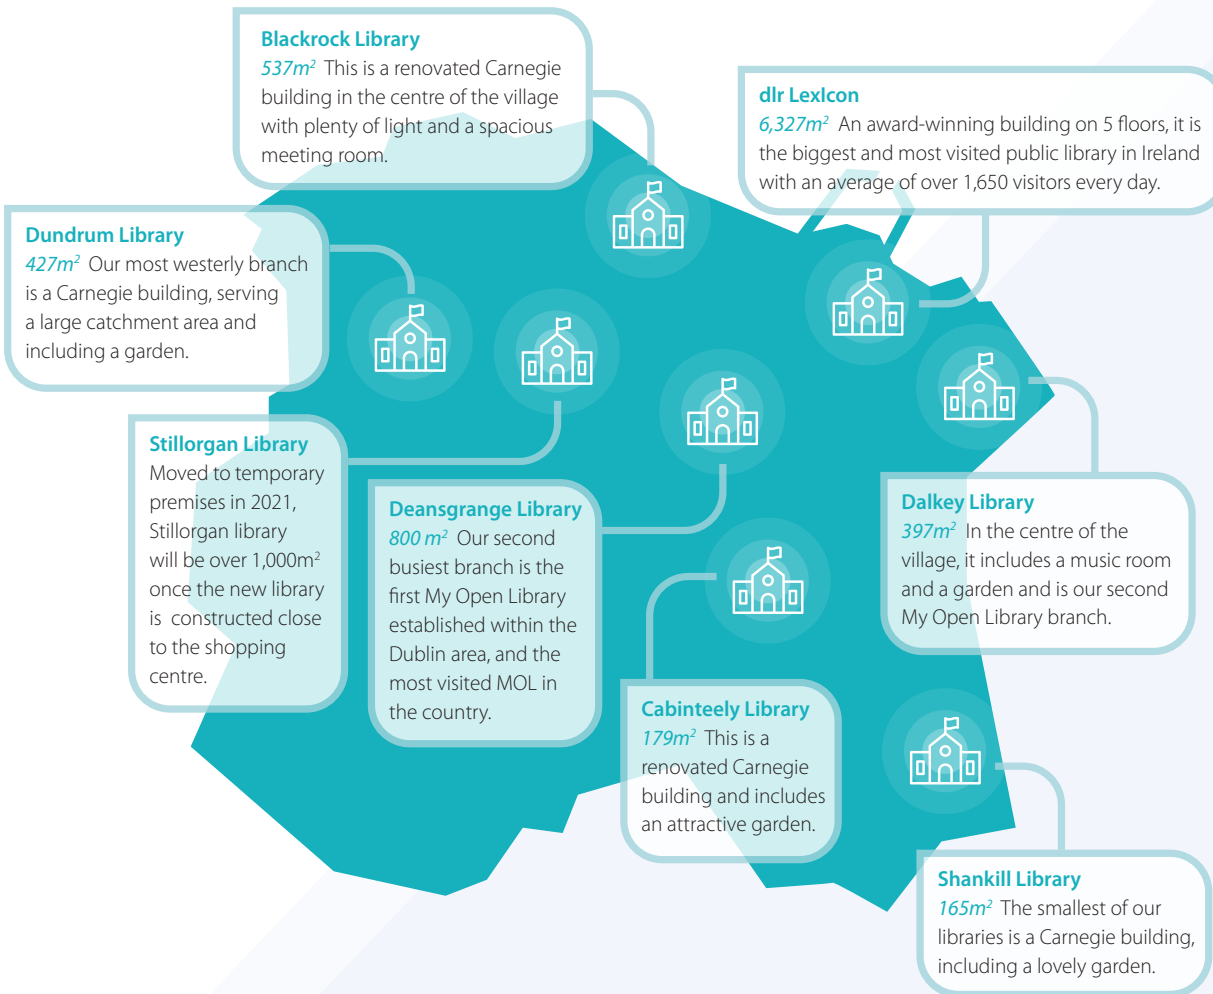 Blackrock Library
537m² This is a renovated Carnegie
building in the centre of the village
with plenty of light and a spacious
meeting room.
dlr LexIcon
6,327m² An award-winning building on 5 floors, it is
the biggest and most visited public library in Ireland
with an average of over 1,650 visitors every day.
Dundrum Library
427m² Our most westerly branch
is a Carnegie building, serving
a large catchment area and
including a garden.
Stillorgan Library
Moved to temporary
premises in 2021,
Stillorgan library
will be over 1,000m²
once the new library
is constructed close
to the shopping
centre.
Deansgrange Library
800 m² Our second
busiest branch is the
first My Open Library
established within the
Dublin area, and the
most visited MOL in
the country.
Dalkey Library
397m² In the centre of the
village, it includes a music room
and a garden and is our second
My Open Library branch.
Cabinteely Library
179m² This is a
renovated Carnegie
building and includes
an attractive garden.
Shankill Library
165m² The smallest of our
libraries is a Carnegie building,
including a lovely garden.